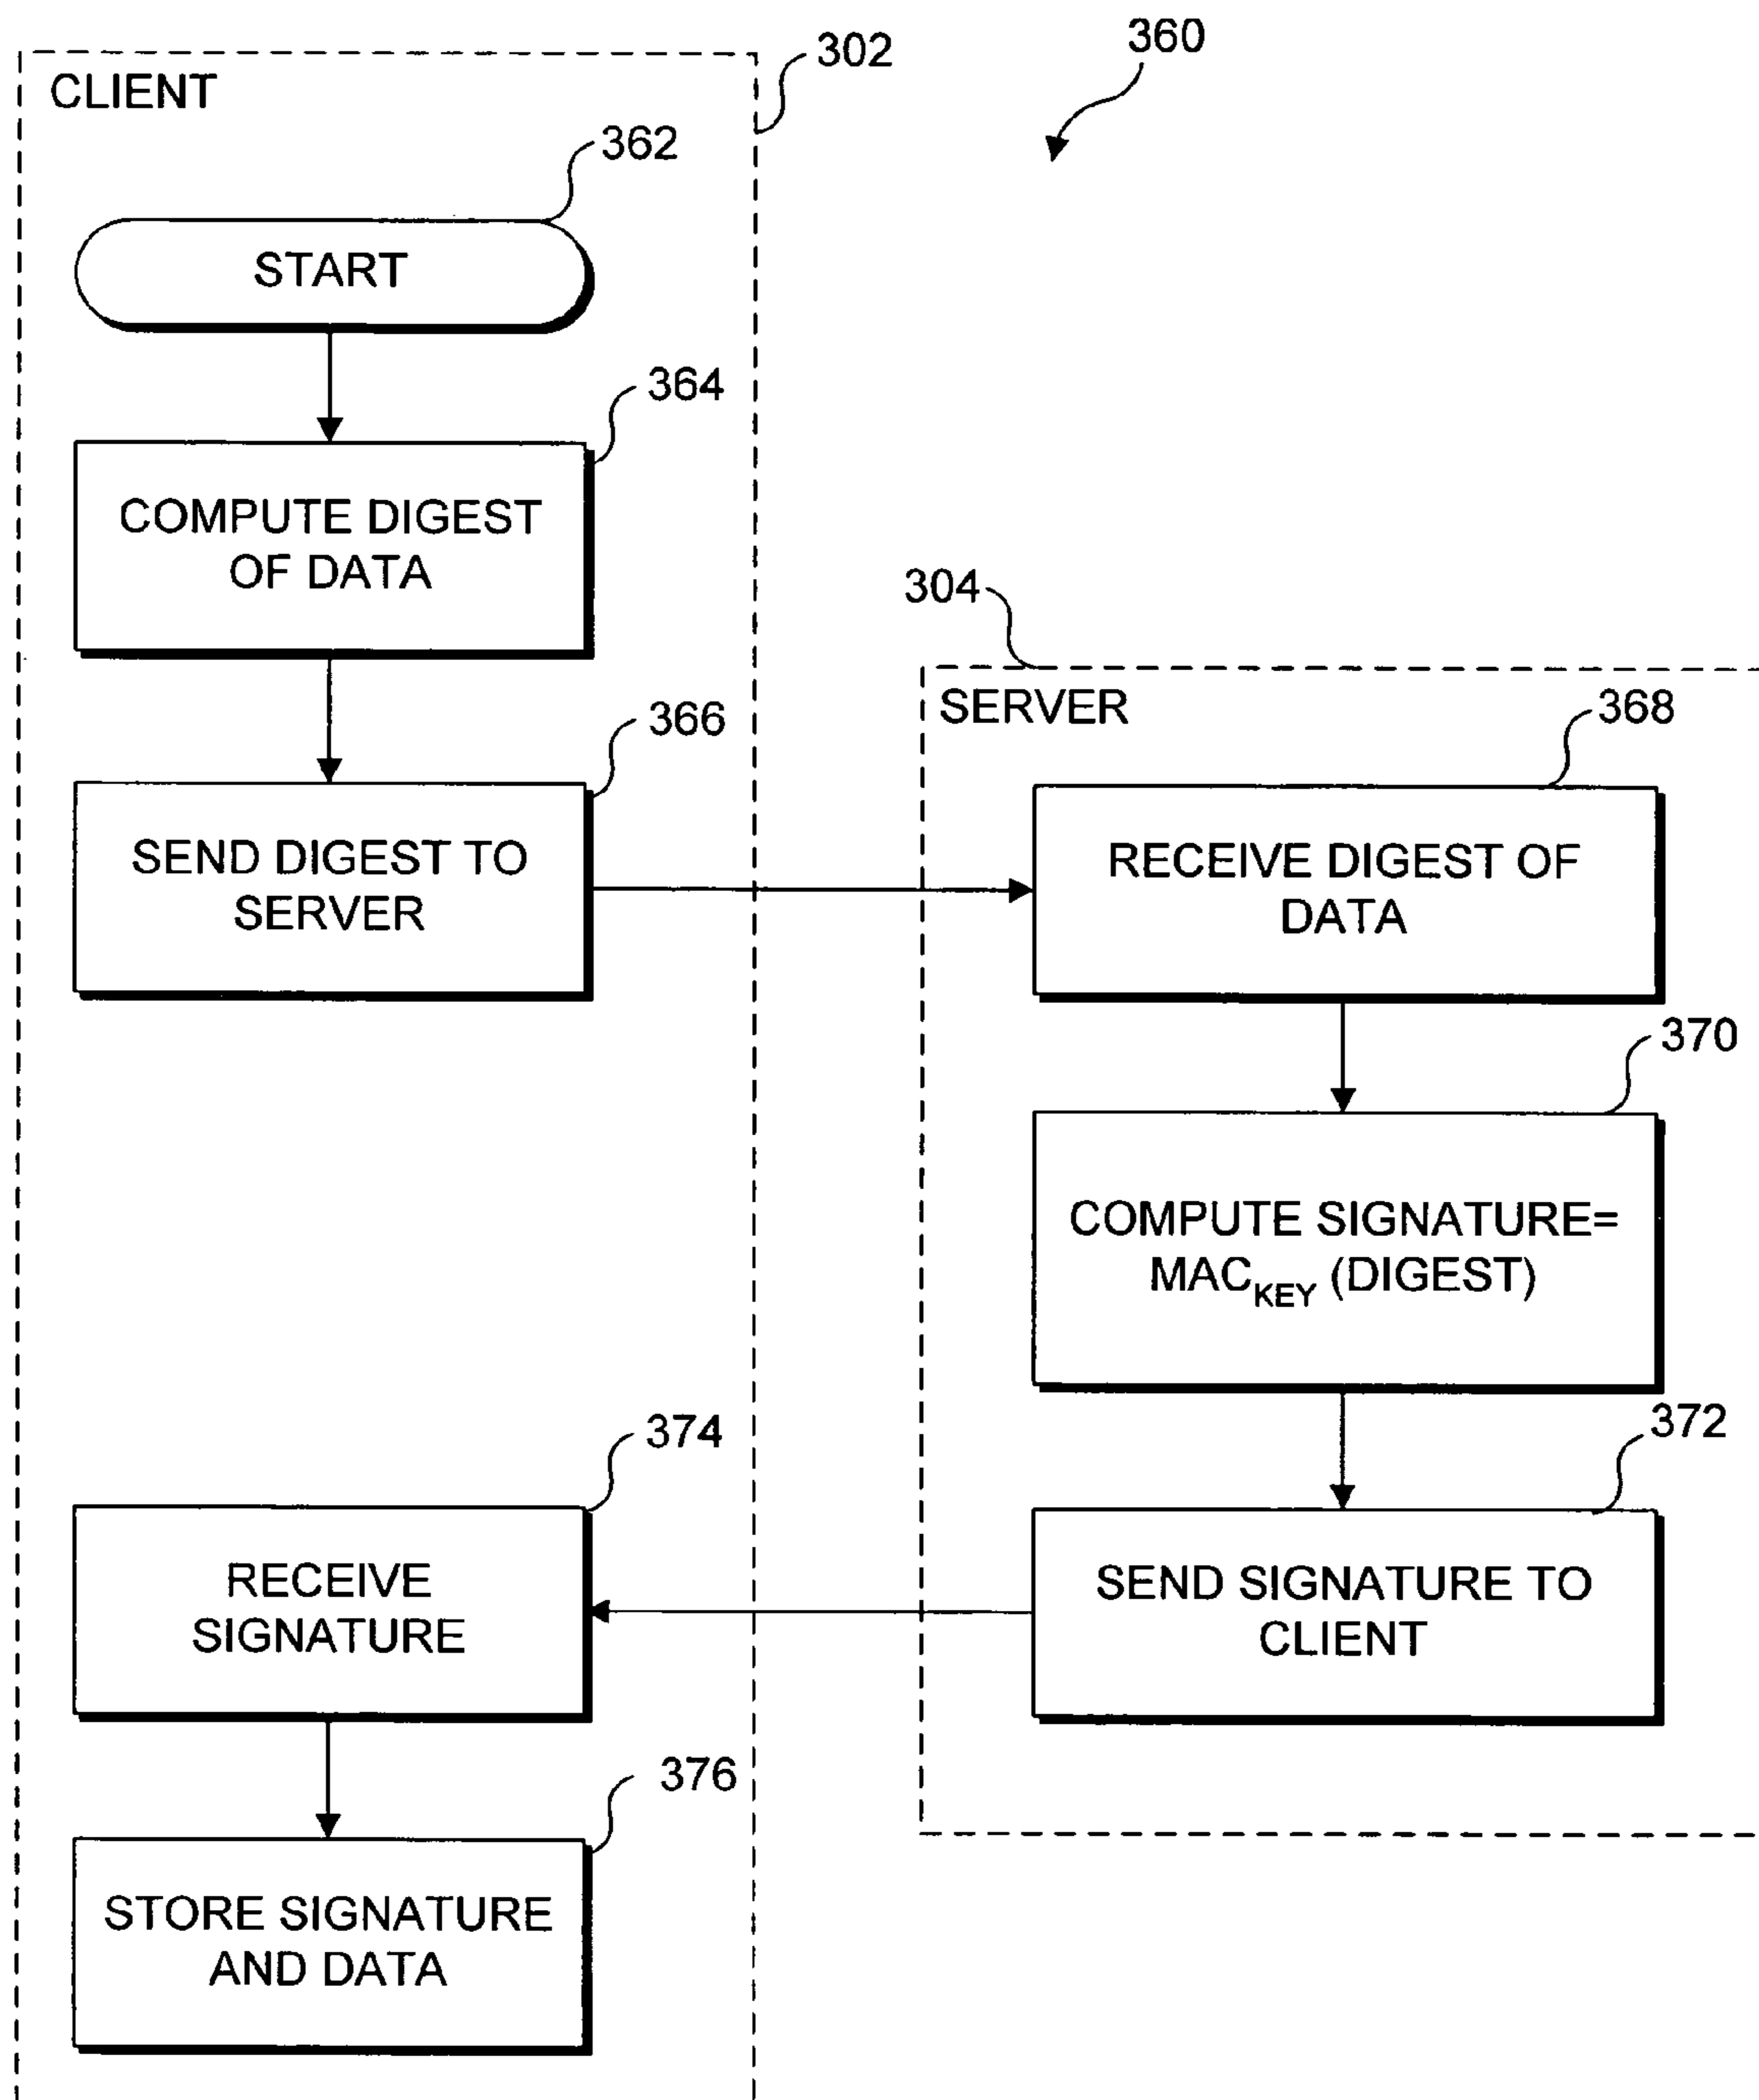 360
302
CLIENT
362
START
364
COMPUTE DIGEST
OF DATA
366
SEND DIGEST TO
SERVER
304
SERVER
368
RECEIVE DIGEST OF
DATA
370
COMPUTE SIGNATURE=
MAC_KEY (DIGEST)
372
SEND SIGNATURE TO
CLIENT
374
RECEIVE
SIGNATURE
376
STORE SIGNATURE
AND DATA